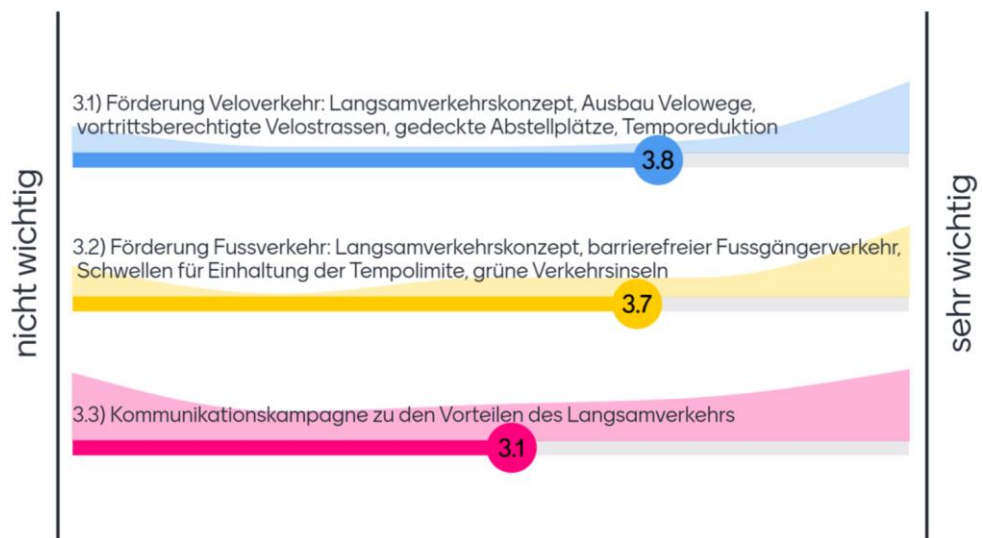 3.1) Förderung Veloverkehr: Langsamverkehrskonzept, Ausbau Velowege,
vortrittsberechtigte Velostrassen, gedeckte Abstellplätze, Temporeduktion
3.8
nicht wichtig
sehr wichtig
3.2) Förderung Fussverkehr: Langsamverkehrskonzept, barrierefreier Fussgängerverkehr,
Schwellen für Einhaltung der Tempolimite, grüne Verkehrsinseln
3.7
3.3) Kommunikationskampagne zu den Vorteilen des Langsamverkehrs
3.1